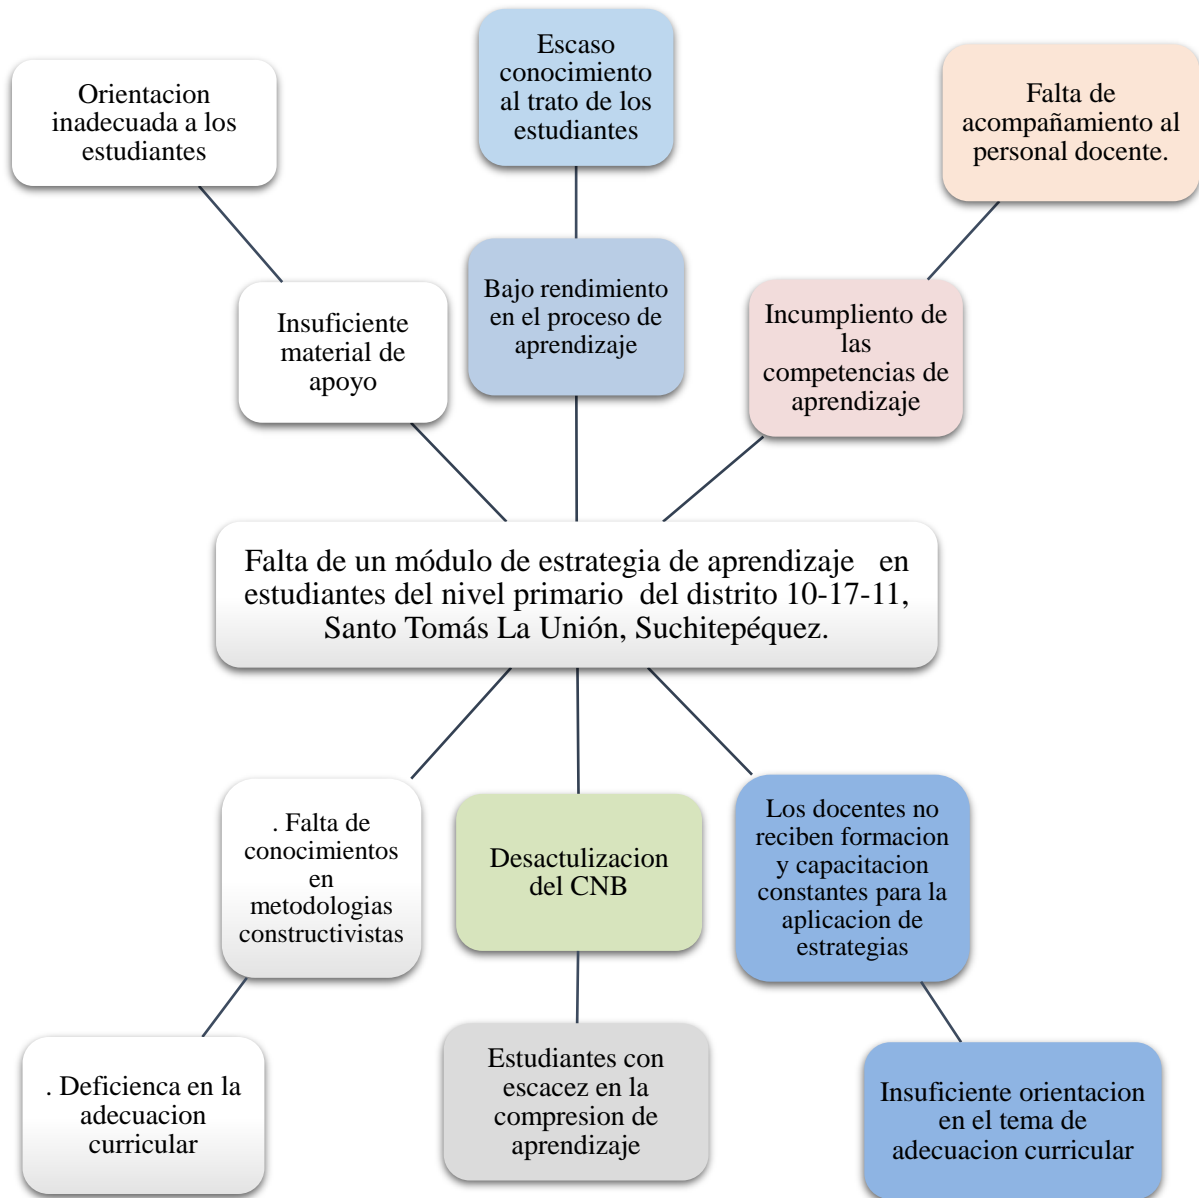 Escaso
conocimiento
al trato de los
estudiantes
Orientacion
inadecuada a los
estudiantes
Falta de
acompañamiento al
personal docente.
Bajo rendimiento
en el proceso de
aprendizaje
Insuficiente
material de
apoyo
Incumpliento de
las
competencias de
aprendizaje
Falta de un módulo de estrategia de aprendizaje en
estudiantes del nivel primario del distrito 10-17-11,
Santo Tomás La Unión, Suchitepéquez.
. Falta de
conocimientos
en
metodologias
constructivistas
Desactulizacion
del CNB
Los docentes no
reciben formacion
y capacitacion
constantes para la
aplicacion de
estrategias
. Deficienca en la
adecuacion
curricular
Estudiantes con
escacez en la
compresion de
aprendizaje
Insuficiente orientacion
en el tema de
adecuacion curricular